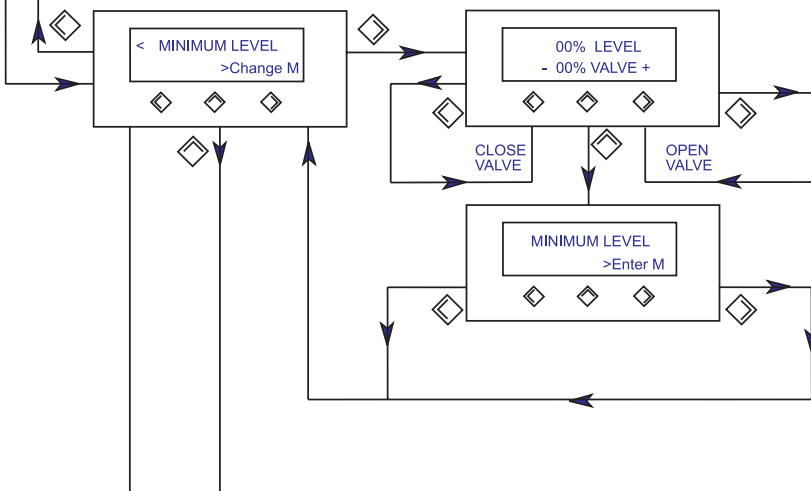 < MINIMUM LEVEL
>Change M
00% LEVEL
- 00% VALVE +
CLOSE
VALVE
OPEN
VALVE
MINIMUM LEVEL
>Enter M